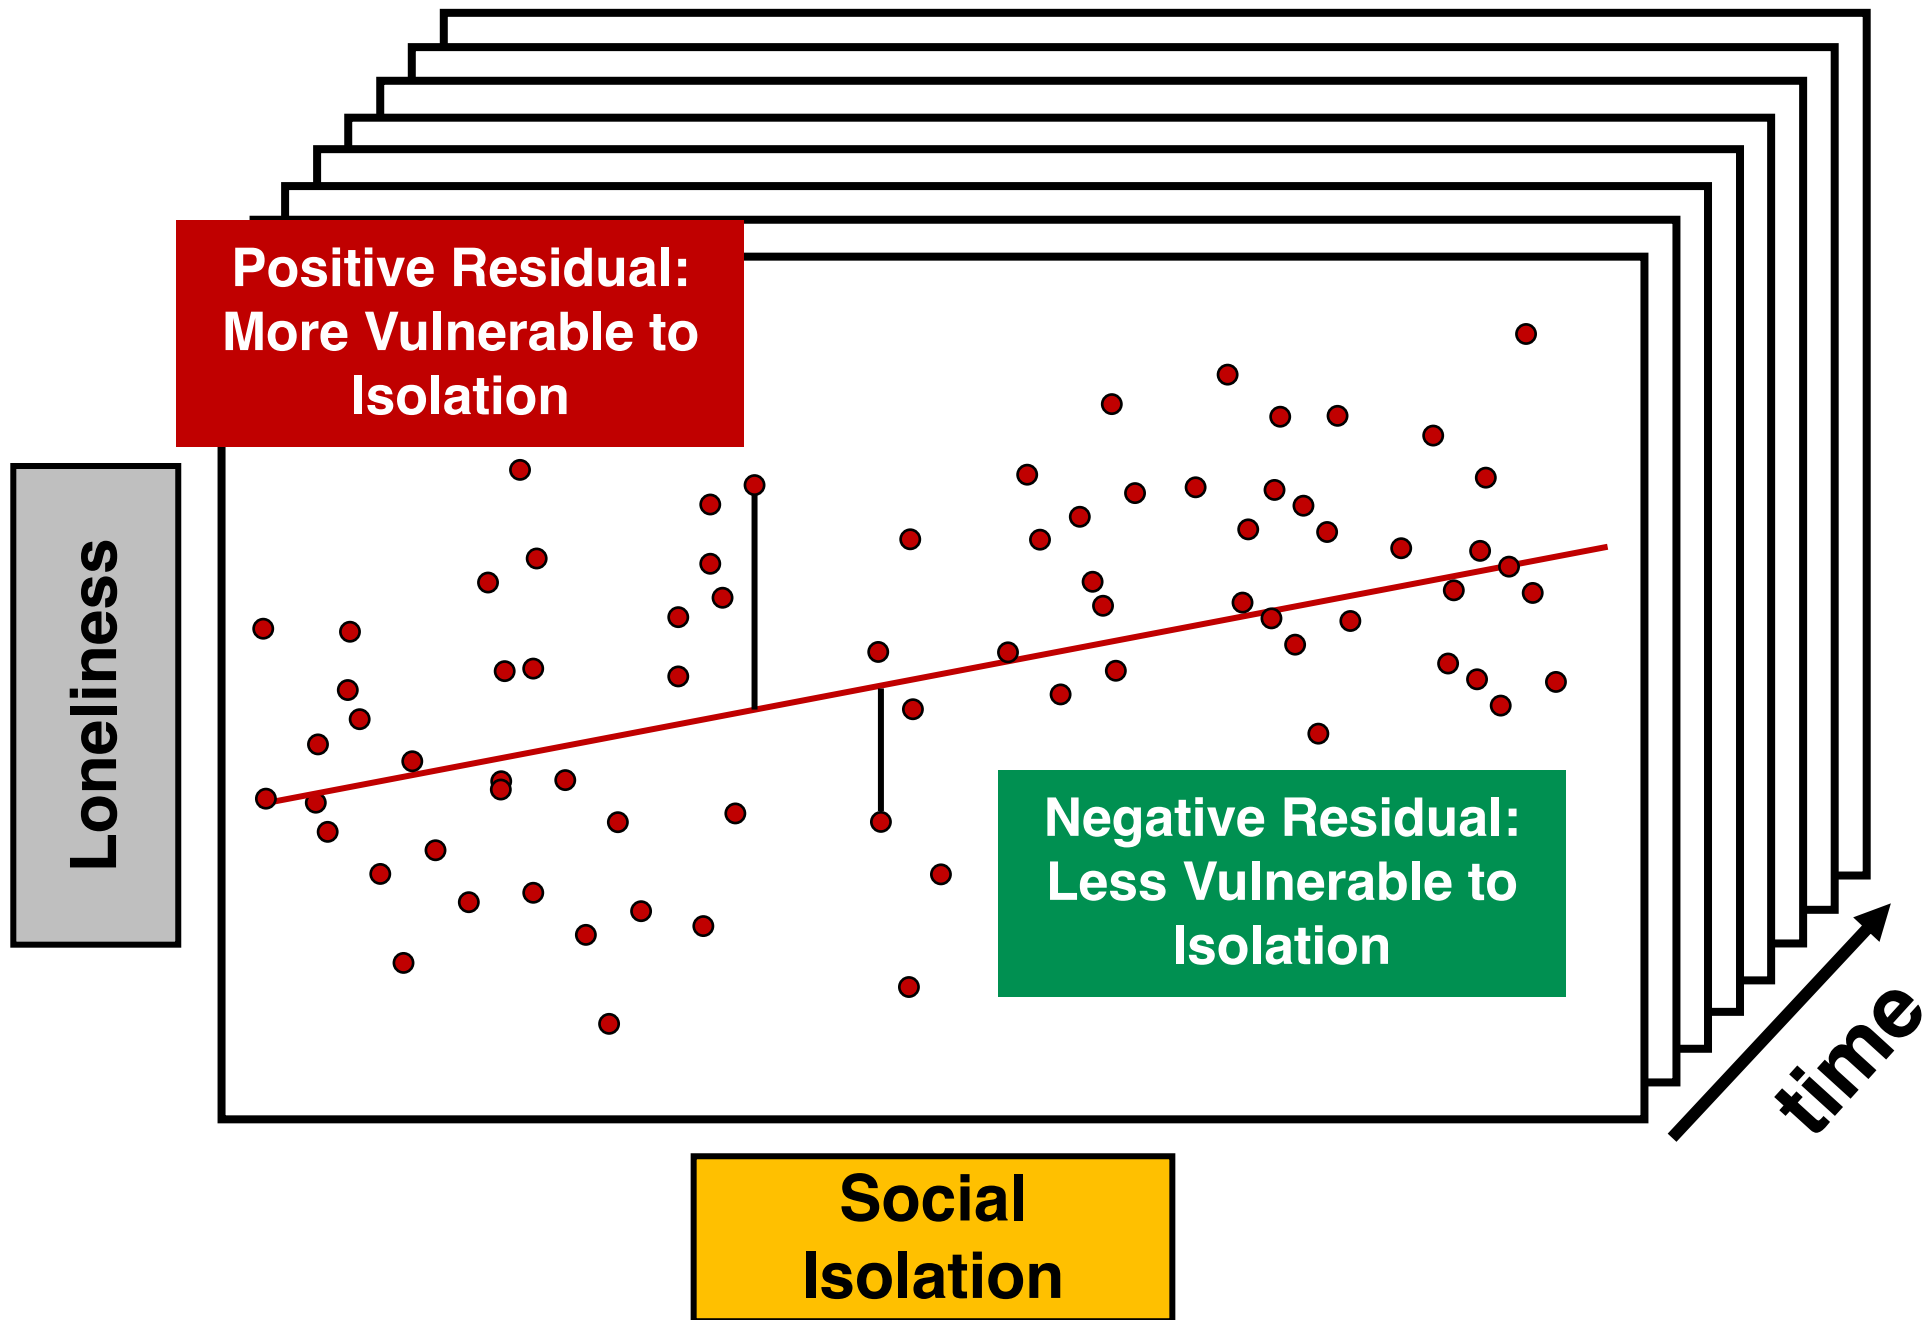 Positive Residual:
More Vulnerable to
Isolation
Loneliness
Negative Residual:
Less Vulnerable to
Isolation
time
Social
Isolation